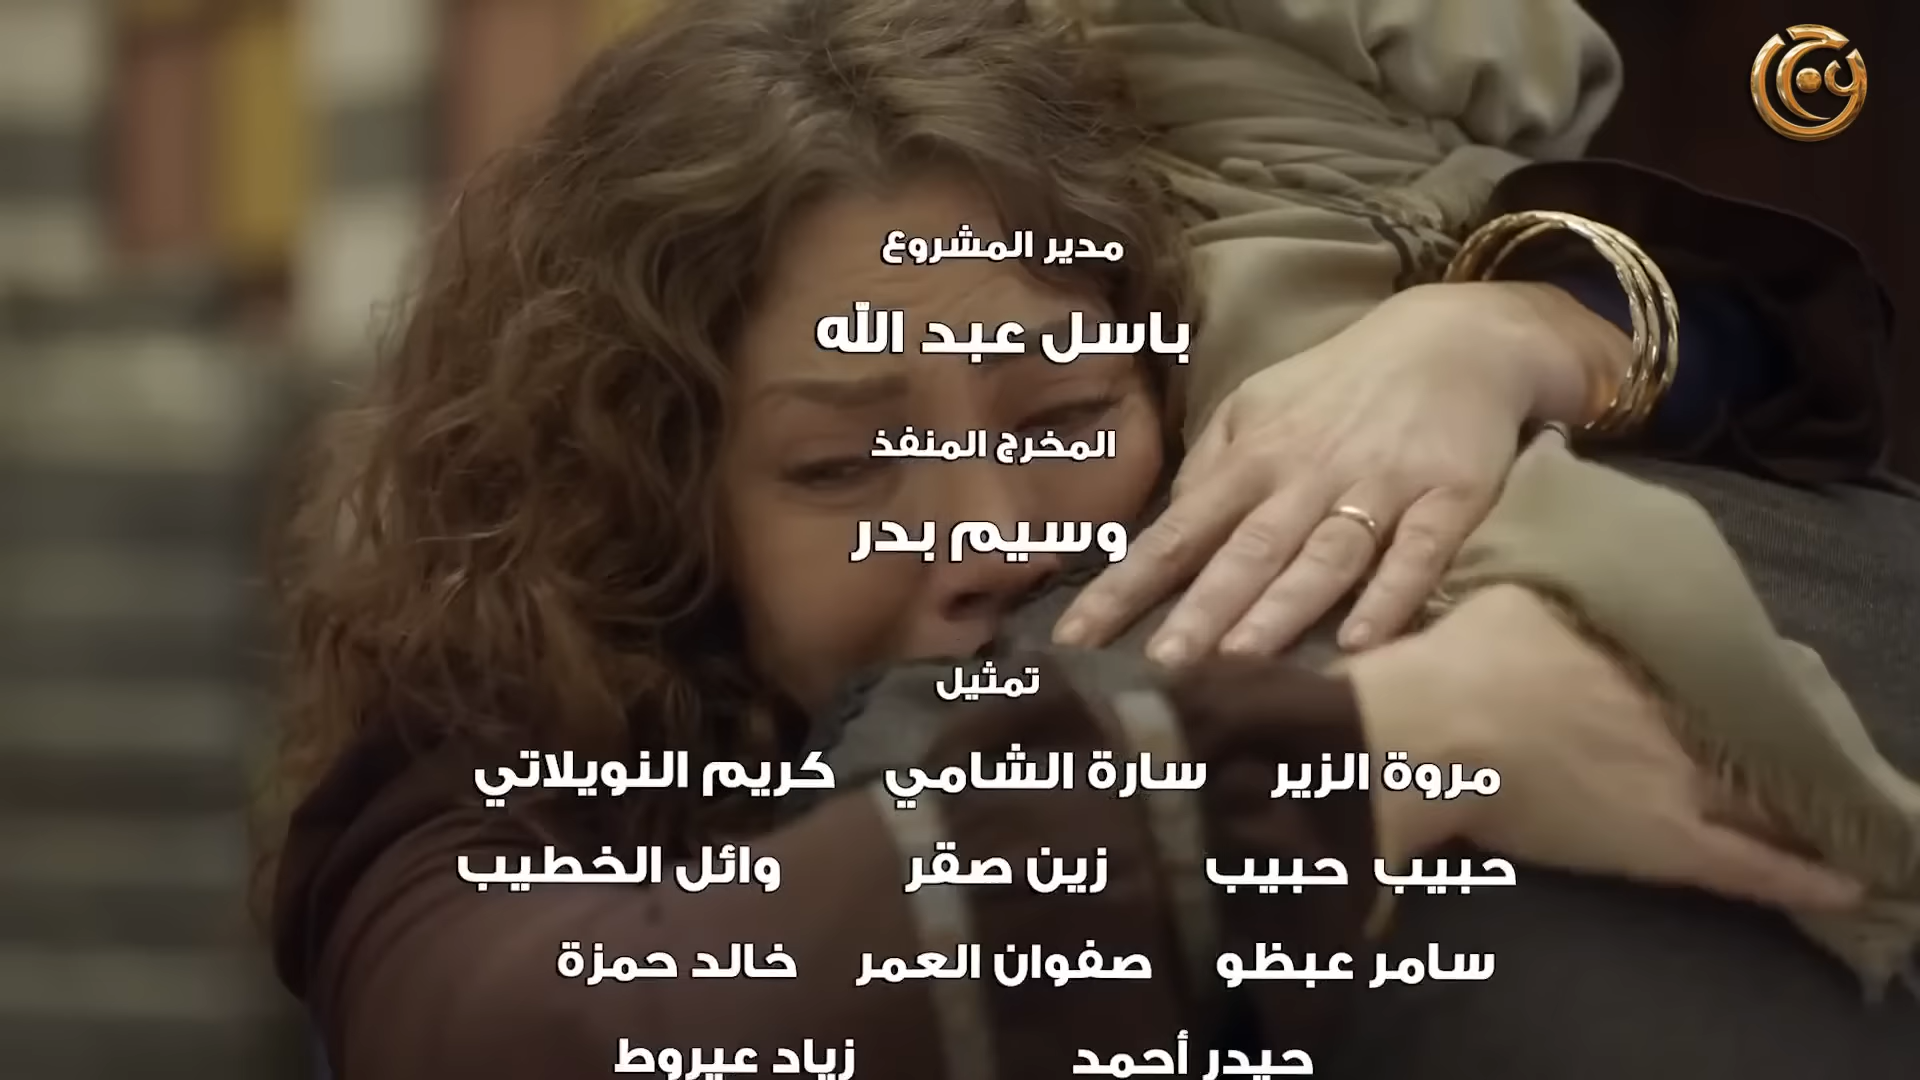 مدير المشروع
باسل عبد الله
المخرج المنفذ
وسيم بدر
تمثيل
مروة الزير سارة الشامي كريم النويلاتي
حبيب حبيب زين صقر وائل الخطيب
سامر عبظو صفوان العمر خالد حمزة
حيدر أحمد زياد عيروط